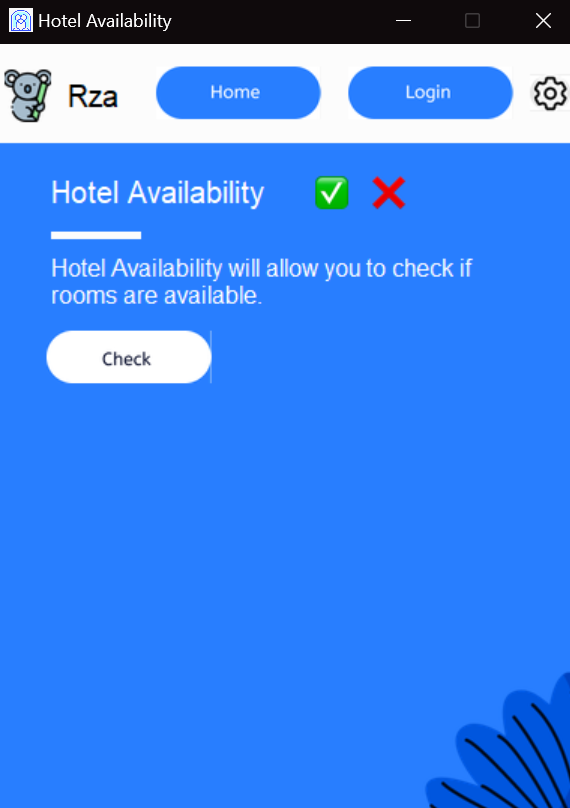 Hotel Availability
Rza
Home
Login
Hotel Availability ✅ ❌
Hotel Availability will allow you to check if
rooms are available.
Check